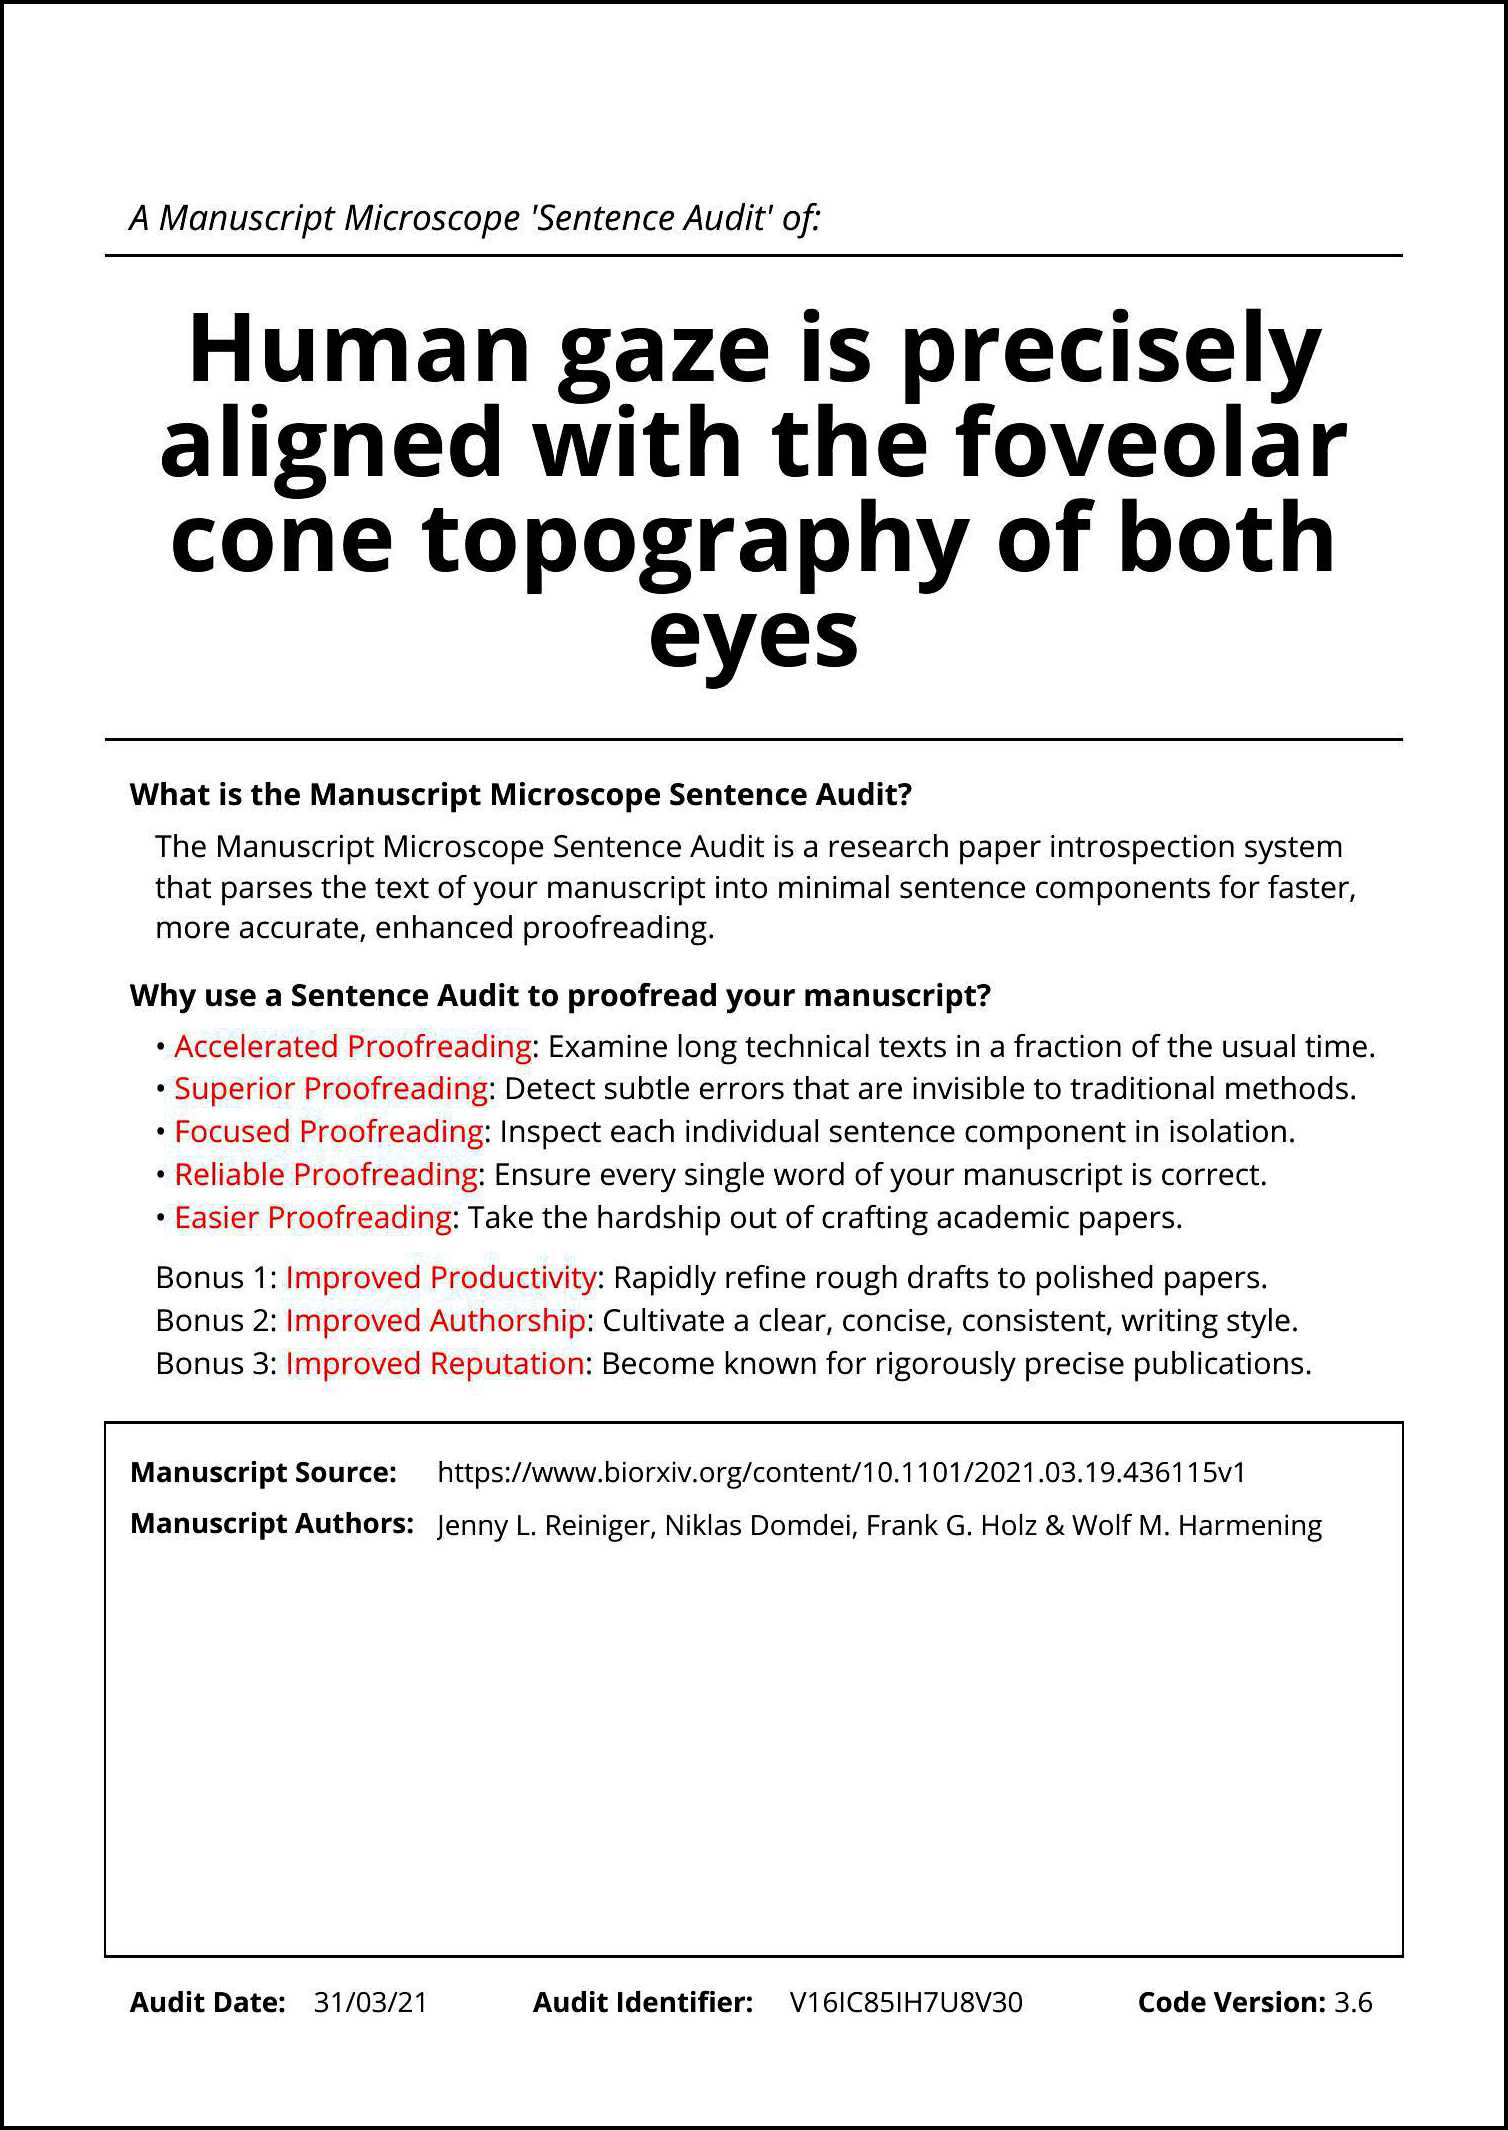 A Manuscript Microscope 'Sentence Audit' of:
Human gaze is precisely
aligned with the foveolar
cone topography of both
eyes
What is the Manuscript Microscope Sentence Audit?
The Manuscript Microscope Sentence Audit is a research paper introspection system
that parses the text of your manuscript into minimal sentence components for faster,
more accurate, enhanced proofreading.
Why use a Sentence Audit to proofread your manuscript?
• Accelerated Proofreading: Examine long technical texts in a fraction of the usual time.
• Superior Proofreading: Detect subtle errors that are invisible to traditional methods.
• Focused Proofreading: Inspect each individual sentence component in isolation.
• Reliable Proofreading: Ensure every single word of your manuscript is correct.
• Easier Proofreading: Take the hardship out of crafting academic papers.
Bonus 1: Improved Productivity: Rapidly refine rough drafts to polished papers.
Bonus 2: Improved Authorship: Cultivate a clear, concise, consistent, writing style.
Bonus 3: Improved Reputation: Become known for rigorously precise publications.
Manuscript Source: https://www.biorxiv.org/content/10.1101/2021.03.19.436115v1
Manuscript Authors: Jenny L. Reiniger, Niklas Domdei, Frank G. Holz & Wolf M. Harmening
Audit Date: 31/03/21 Audit Identifier: V16IC85IH7U8V30 Code Version: 3.6